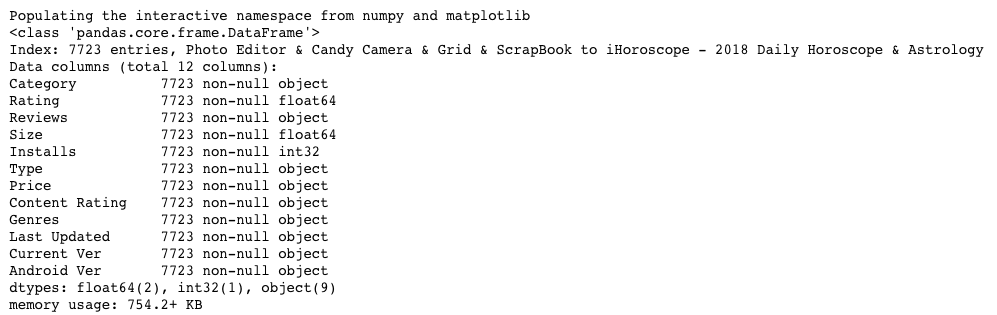 Populating the interactive namespace from numpy and matplotlib
<class 'pandas.core.frame.DataFrame'>
Index: 7723 entries, Photo Editor & Candy Camera & Grid & ScrapBook to iHoroscope - 2018 Daily Horoscope & Astrology
Data columns (total 12 columns):
Category          7723 non-null object
Rating            7723 non-null float64
Reviews           7723 non-null object
Size              7723 non-null float64
Installs          7723 non-null int32
Type              7723 non-null object
Price             7723 non-null object
Content Rating    7723 non-null object
Genres            7723 non-null object
Last Updated      7723 non-null object
Current Ver       7723 non-null object
Android Ver       7723 non-null object
dtypes: float64(2), int32(1), object(9)
memory usage: 754.2+ KB